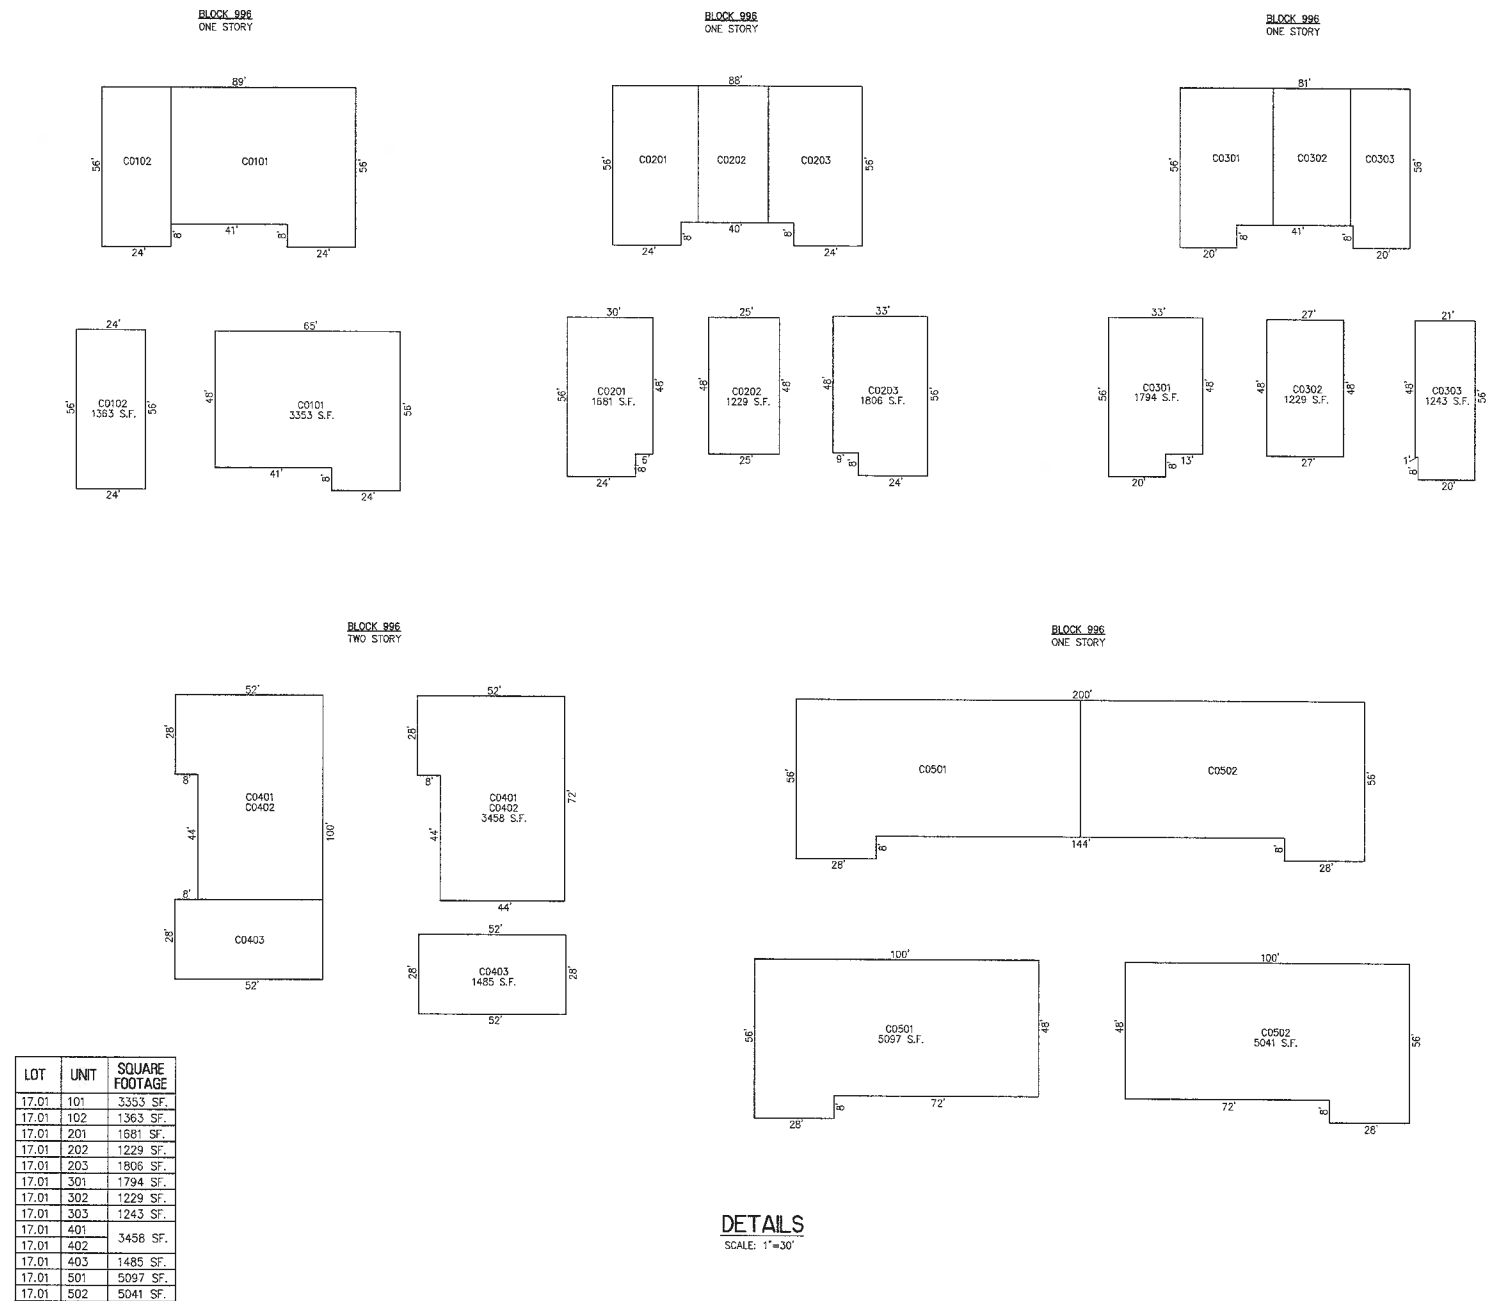 BLOCK 996
ONE STORY
89'
56'
C0102
C0101
56'
41'
8'
8'
24'
24'
BLOCK 996
ONE STORY
88'
56'
C0201
C0202
C0203
56'
40'
8'
8'
24'
24'
BLOCK 996
ONE STORY
81'
56'
C0301
C0302
C0303
56'
41'
8'
8'
20'
20'
24'
56'
C0102
1363 S.F.
56'
24'
65'
48'
C0101
3353 S.F.
56'
41'
8'
24'
30'
56'
C0201
1681 S.F.
48'
6'
8'
24'
25'
48'
C0202
1229 S.F.
48'
25'
33'
48'
C0203
1806 S.F.
56'
9'
8'
24'
33'
56'
C0301
1794 S.F.
48'
13'
8'
20'
27'
48'
C0302
1229 S.F.
48'
27'
21'
48'
C0303
1243 S.F.
56'
1'
8'
20'
BLOCK 996
TWO STORY
52'
28'
8'
C0401
C0402
44'
100'
8'
28'
C0403
52'
52'
28'
8'
C0401
C0402
3458 S.F.
72'
44'
44'
52'
28'
C0403
1485 S.F.
28'
52'
BLOCK 996
ONE STORY
200'
56'
C0501
C0502
56'
8'
144'
8'
28'
28'
100'
56'
C0501
5097 S.F.
48'
8'
72'
28'
100'
48'
C0502
5041 S.F.
56'
72'
8'
28'
LOT UNIT SQUARE
FOOTAGE
17.01 101 3353 SF.
17.01 102 1363 SF.
17.01 201 1681 SF.
17.01 202 1229 SF.
17.01 203 1806 SF.
17.01 301 1794 SF.
17.01 302 1229 SF.
17.01 303 1243 SF.
17.01 401
3458 SF.
17.01 402
17.01 403 1485 SF.
17.01 501 5097 SF.
17.01 502 5041 SF.
DETAILS
SCALE: 1"=30'